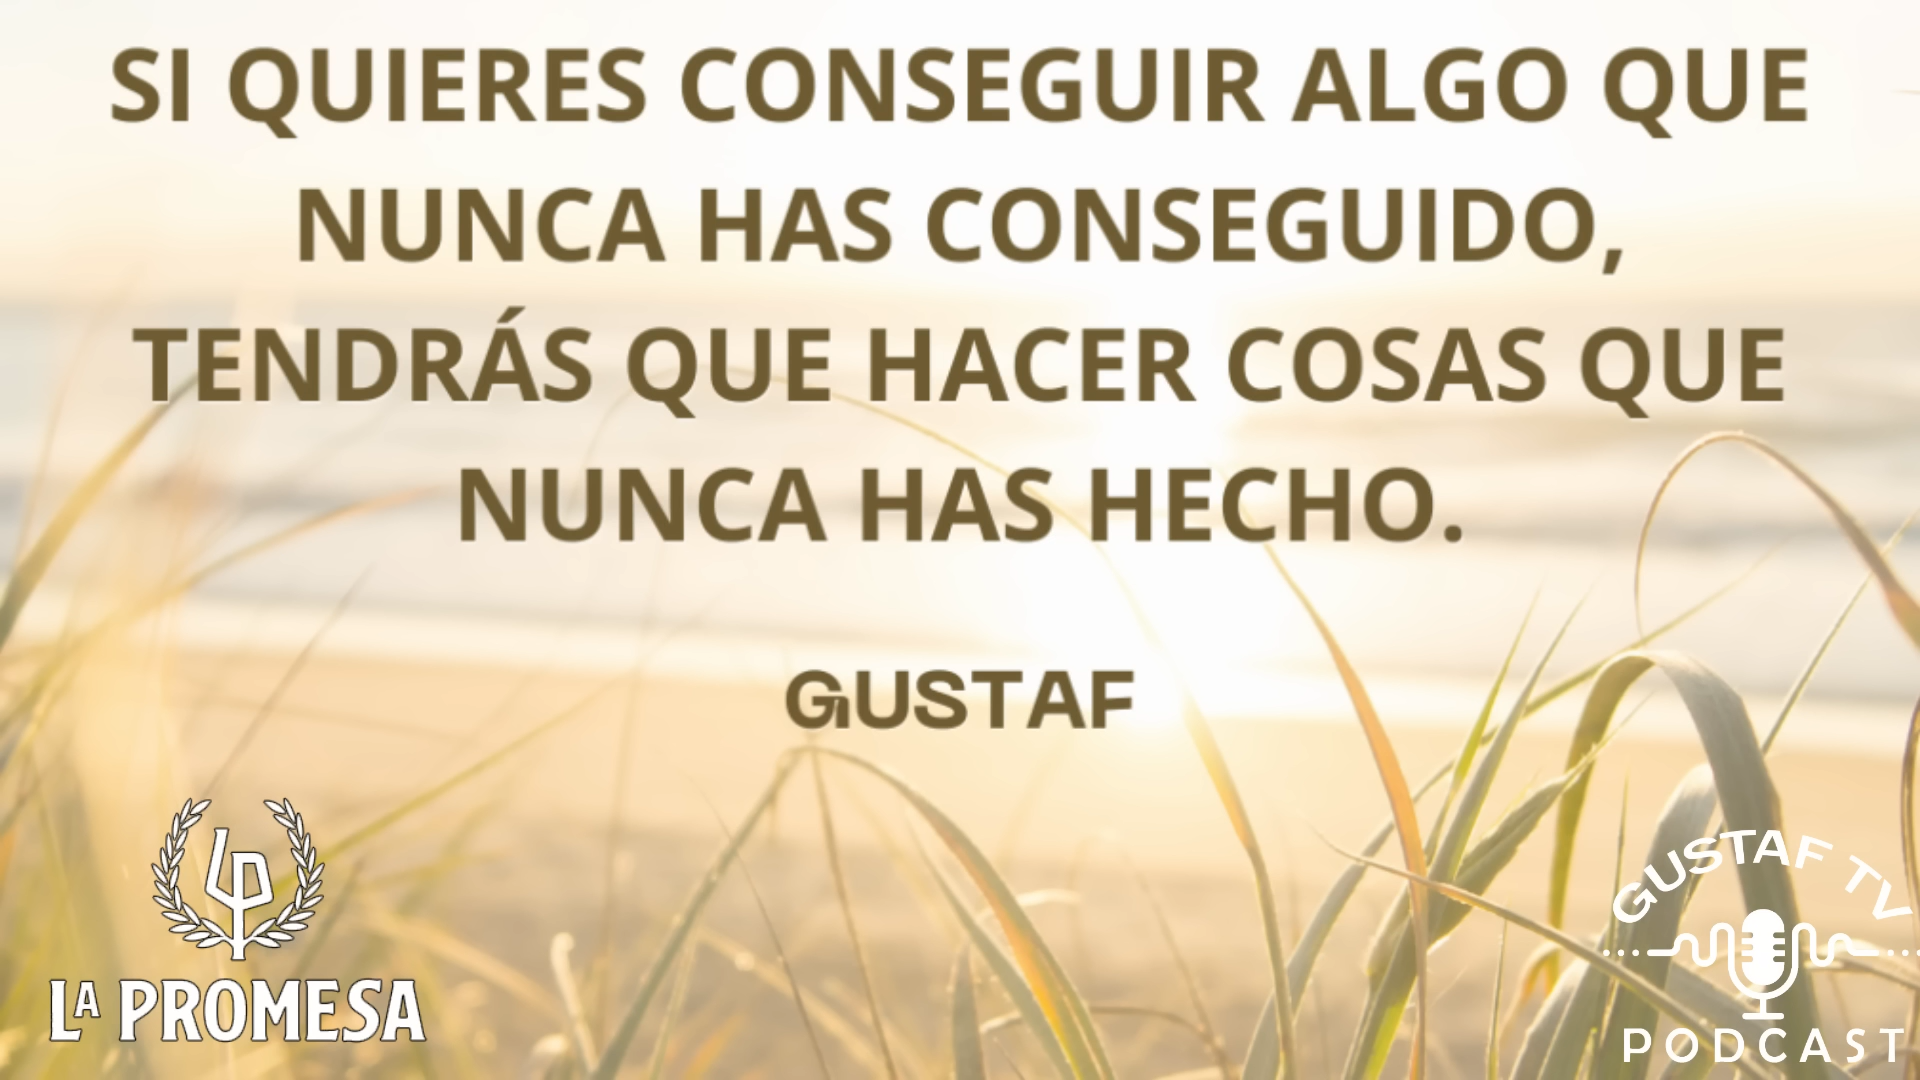 SI QUIERES CONSEGUIR ALGO QUE
NUNCA HAS CONSEGUIDO,
TENDRÁS QUE HACER COSAS QUE
NUNCA HAS HECHO.
GUSTAF
LP
LA PROMESA
GUSTAF TV
PODCAST